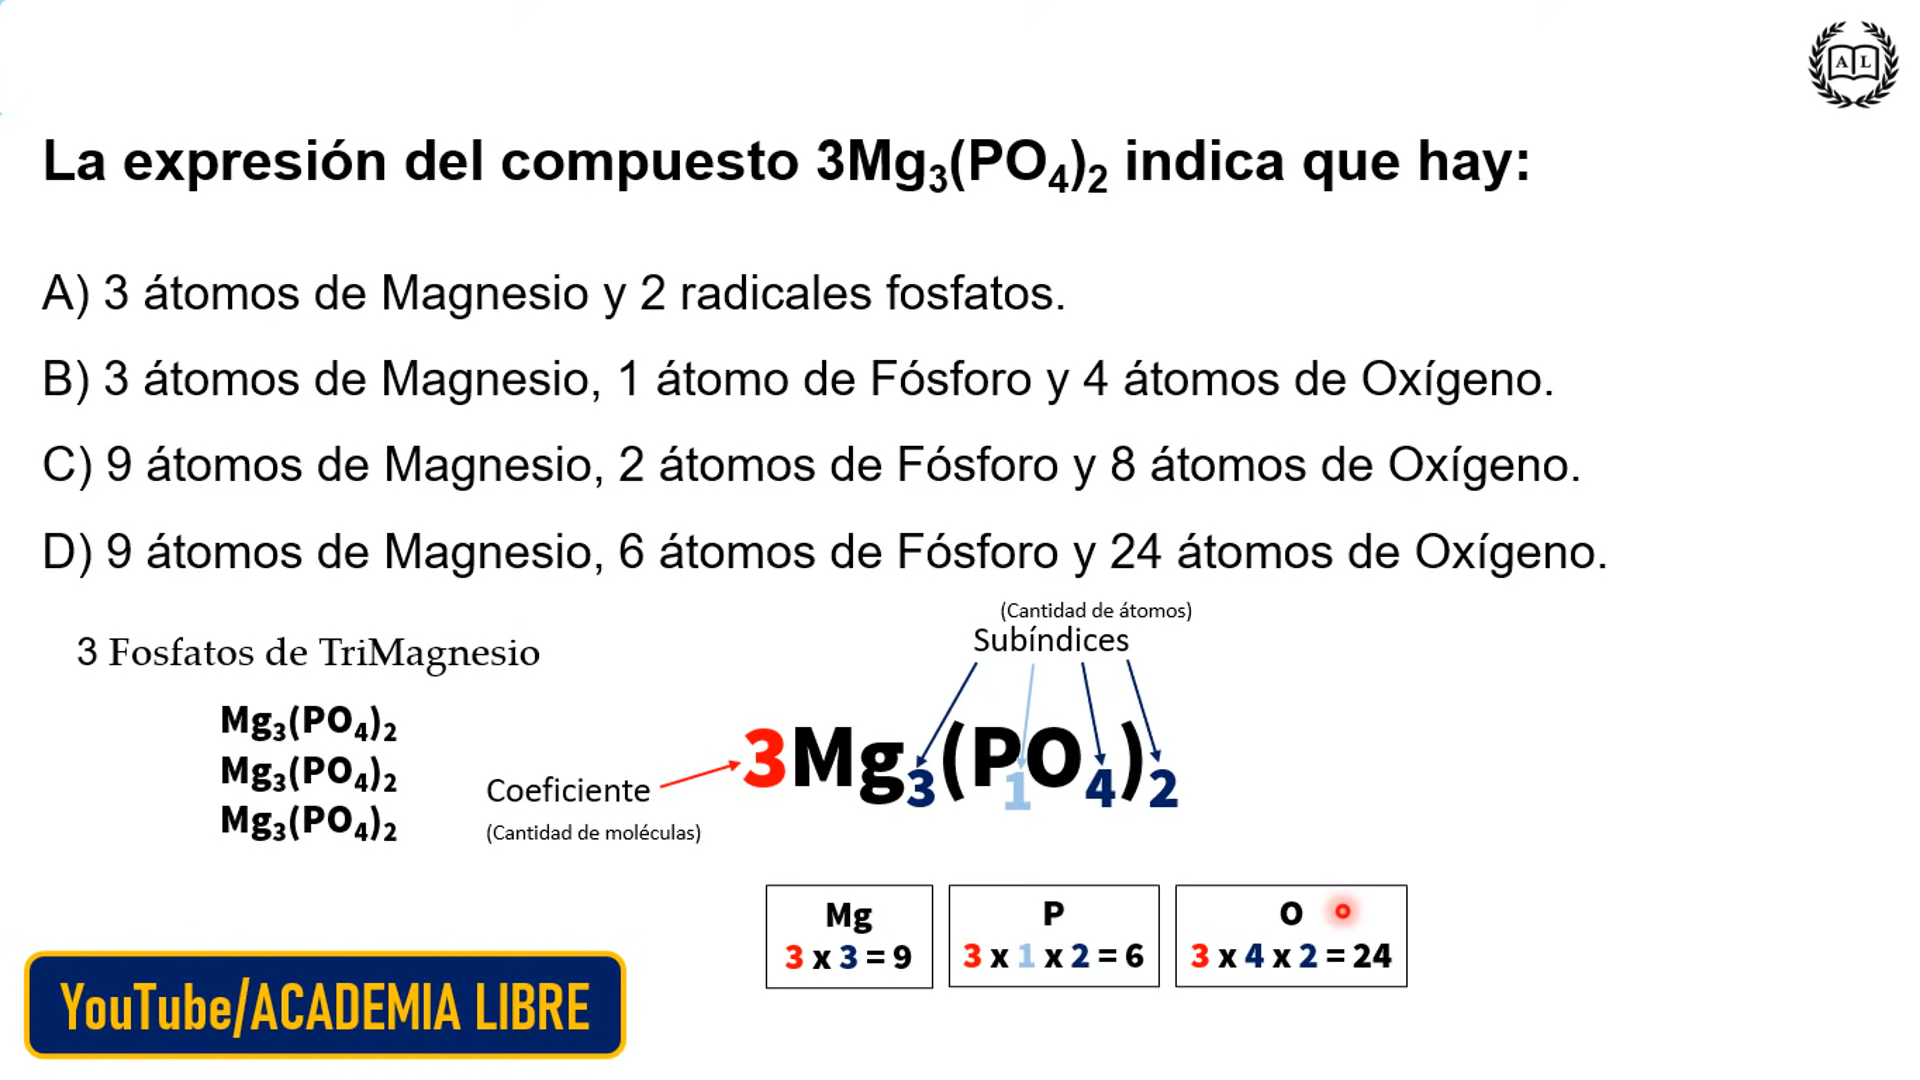 A L
La expresión del compuesto 3Mg₃(PO₄)₂ indica que hay:
A) 3 átomos de Magnesio y 2 radicales fosfatos.
B) 3 átomos de Magnesio, 1 átomo de Fósforo y 4 átomos de Oxígeno.
C) 9 átomos de Magnesio, 2 átomos de Fósforo y 8 átomos de Oxígeno.
D) 9 átomos de Magnesio, 6 átomos de Fósforo y 24 átomos de Oxígeno.
(Cantidad de átomos)
Subíndices
3 Fosfatos de TriMagnesio
Mg₃(PO₄)₂
Mg₃(PO₄)₂
Mg₃(PO₄)₂
Coeficiente
(Cantidad de moléculas)
3Mg₃(P₁O₄)₂
Mg
3 x 3 = 9
P
3 x 1 x 2 = 6
O
3 x 4 x 2 = 24
YouTube/ACADEMIA LIBRE